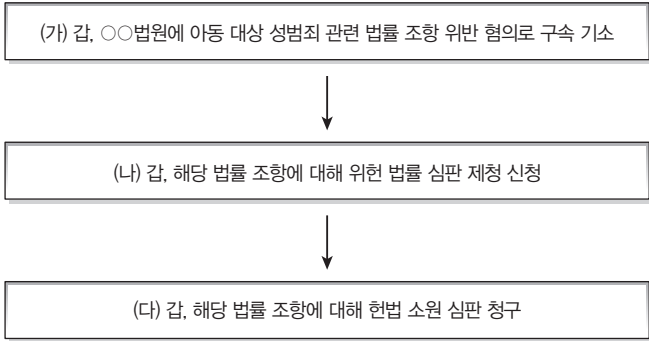 (가) 갑, ○○법원에 아동 대상 성범죄 관련 법률 조항 위반 혐의로 구속 기소
(나) 갑, 해당 법률 조항에 대해 위헌 법률 심판 제청 신청
(다) 갑, 해당 법률 조항에 대해 헌법 소원 심판 청구